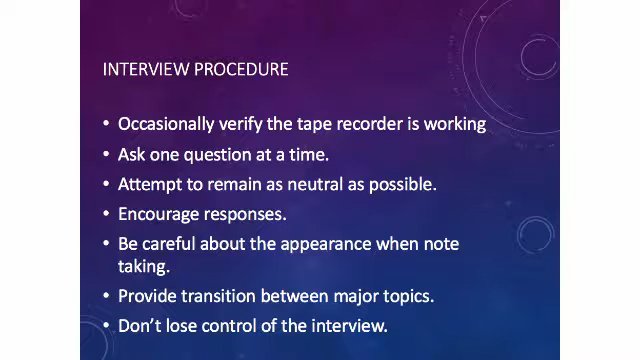 INTERVIEW PROCEDURE
• Occasionally verify the tape recorder is working
• Ask one question at a time.
• Attempt to remain as neutral as possible.
• Encourage responses.
• Be careful about the appearance when note
taking.
• Provide transition between major topics.
• Don’t lose control of the interview.